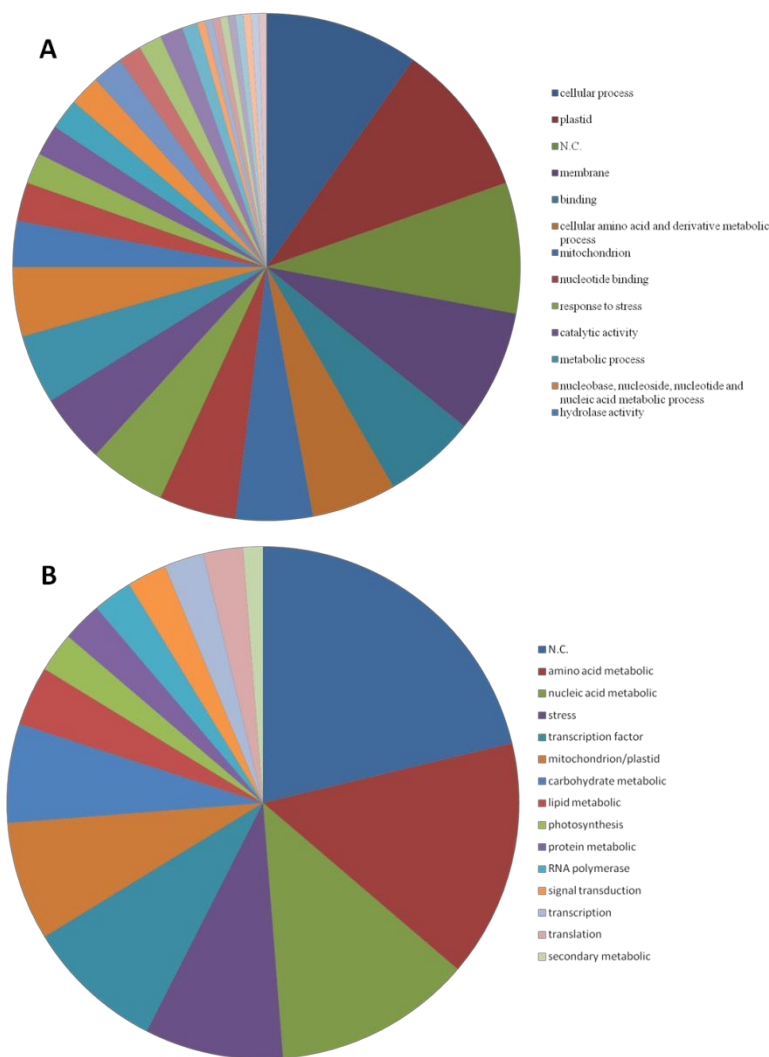 A
cellular process
plastid
N.C.
membrane
binding
cellular amino acid and derivative metabolic
process
mitochondrion
nucleotide binding
response to stress
catalytic activity
metabolic process
nucleobase, nucleoside, nucleotide and
nucleic acid metabolic process
hydrolase activity
B
N.C.
amino acid metabolic
nucleic acid metabolic
stress
transcription factor
mitochondrion/plastid
carbohydrate metabolic
lipid metabolic
photosynthesis
protein metabolic
RNA polymerase
signal transduction
transcription
translation
secondary metabolic